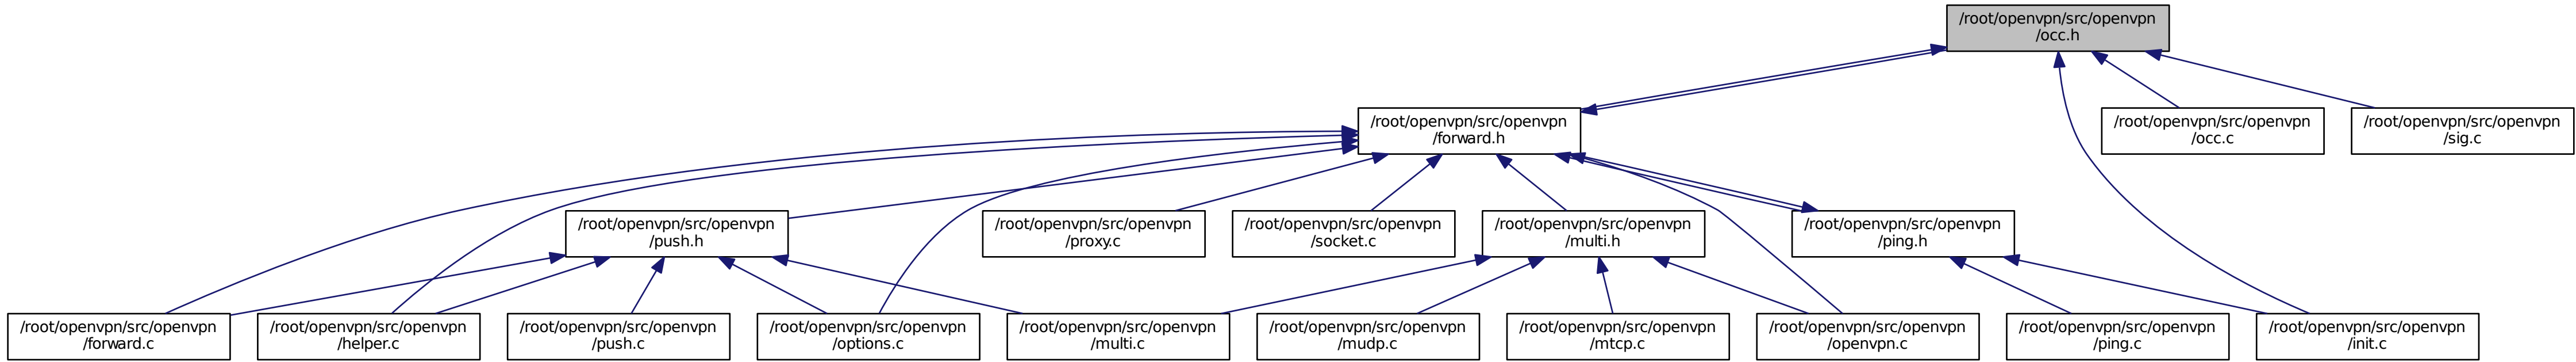 /root/openvpn/src/openvpn
/occ.h
/root/openvpn/src/openvpn
/forward.h
/root/openvpn/src/openvpn
/occ.c
/root/openvpn/src/openvpn
/sig.c
/root/openvpn/src/openvpn
/push.h
/root/openvpn/src/openvpn
/proxy.c
/root/openvpn/src/openvpn
/socket.c
/root/openvpn/src/openvpn
/multi.h
/root/openvpn/src/openvpn
/ping.h
/root/openvpn/src/openvpn
/forward.c
/root/openvpn/src/openvpn
/helper.c
/root/openvpn/src/openvpn
/push.c
/root/openvpn/src/openvpn
/options.c
/root/openvpn/src/openvpn
/multi.c
/root/openvpn/src/openvpn
/mudp.c
/root/openvpn/src/openvpn
/mtcp.c
/root/openvpn/src/openvpn
/openvpn.c
/root/openvpn/src/openvpn
/ping.c
/root/openvpn/src/openvpn
/init.c